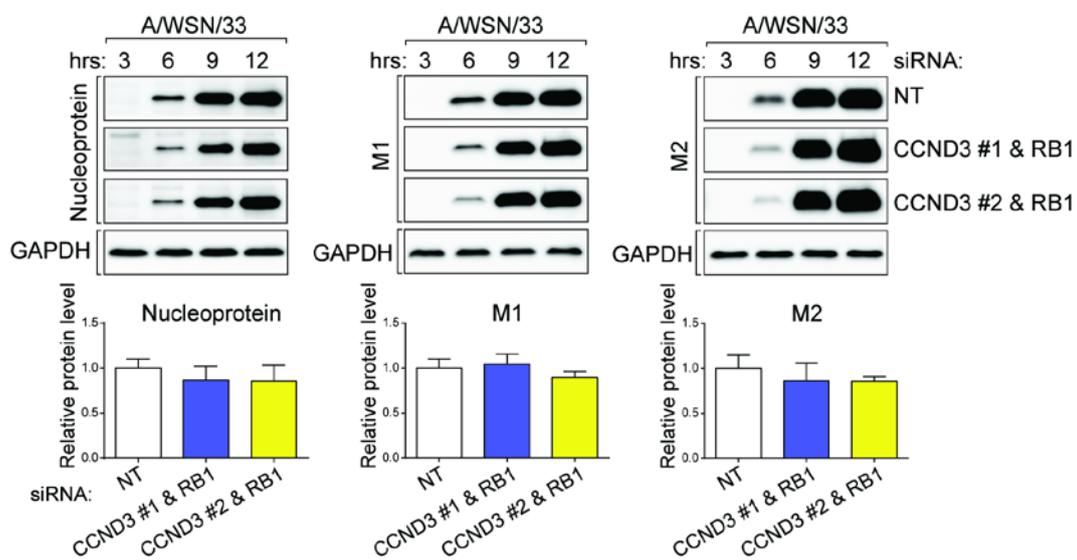 A/WSN/33
hrs: 3 6 9 12
Nucleoprotein
GAPDH
A/WSN/33
hrs: 3 6 9 12
M1
GAPDH
A/WSN/33
hrs: 3 6 9 12 siRNA:
M2
NT
CCND3 #1 & RB1
CCND3 #2 & RB1
GAPDH
Nucleoprotein
Relative protein level
1.5
1.0
0.5
0.0
siRNA:
NT
CCND3 #1 & RB1
CCND3 #2 & RB1
M1
Relative protein level
1.5
1.0
0.5
0.0
NT
CCND3 #1 & RB1
CCND3 #2 & RB1
M2
Relative protein level
1.5
1.0
0.5
0.0
NT
CCND3 #1 & RB1
CCND3 #2 & RB1